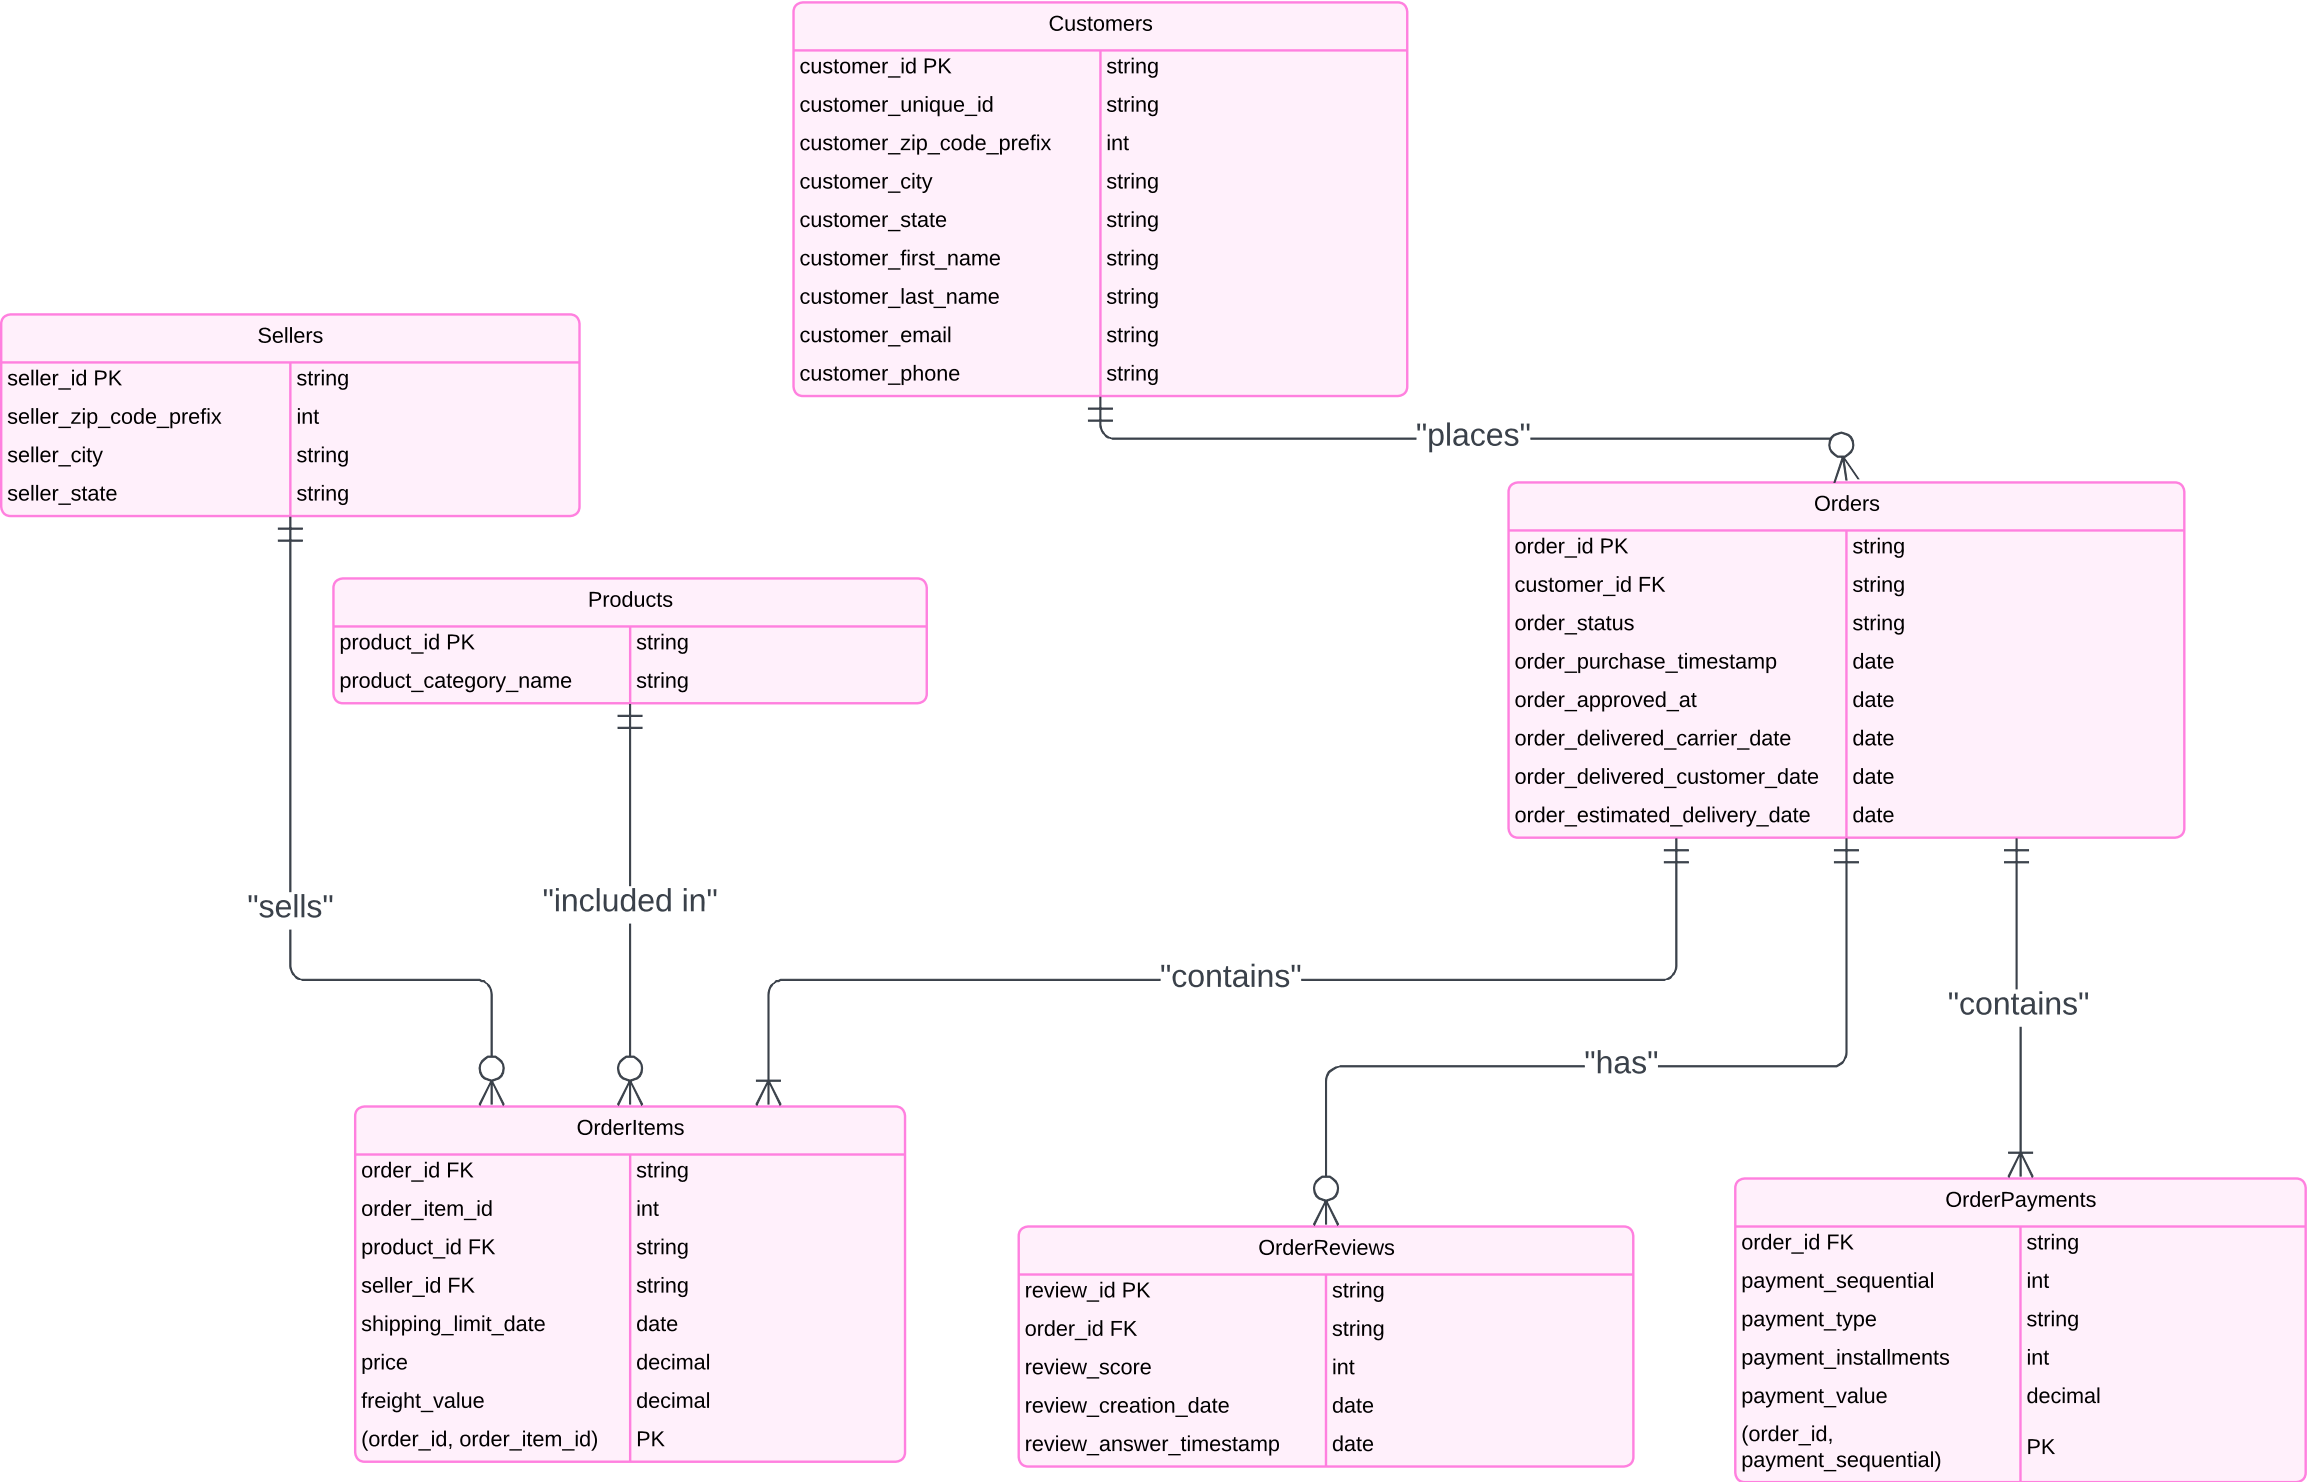 Customers
customer_id PK string
customer_unique_id string
customer_zip_code_prefix int
customer_city string
customer_state string
customer_first_name string
customer_last_name string
customer_email string
customer_phone string
Sellers
seller_id PK string
seller_zip_code_prefix int
seller_city string
seller_state string
"places"
Orders
order_id PK string
customer_id FK string
order_status string
order_purchase_timestamp date
order_approved_at date
order_delivered_carrier_date date
order_delivered_customer_date date
order_estimated_delivery_date date
Products
product_id PK string
product_category_name string
"sells"
"included in"
"contains"
"has"
"contains"
OrderItems
order_id FK string
order_item_id int
product_id FK string
seller_id FK string
shipping_limit_date date
price decimal
freight_value decimal
(order_id, order_item_id) PK
OrderReviews
review_id PK string
order_id FK string
review_score int
review_creation_date date
review_answer_timestamp date
OrderPayments
order_id FK string
payment_sequential int
payment_type string
payment_installments int
payment_value decimal
(order_id,
payment_sequential) PK